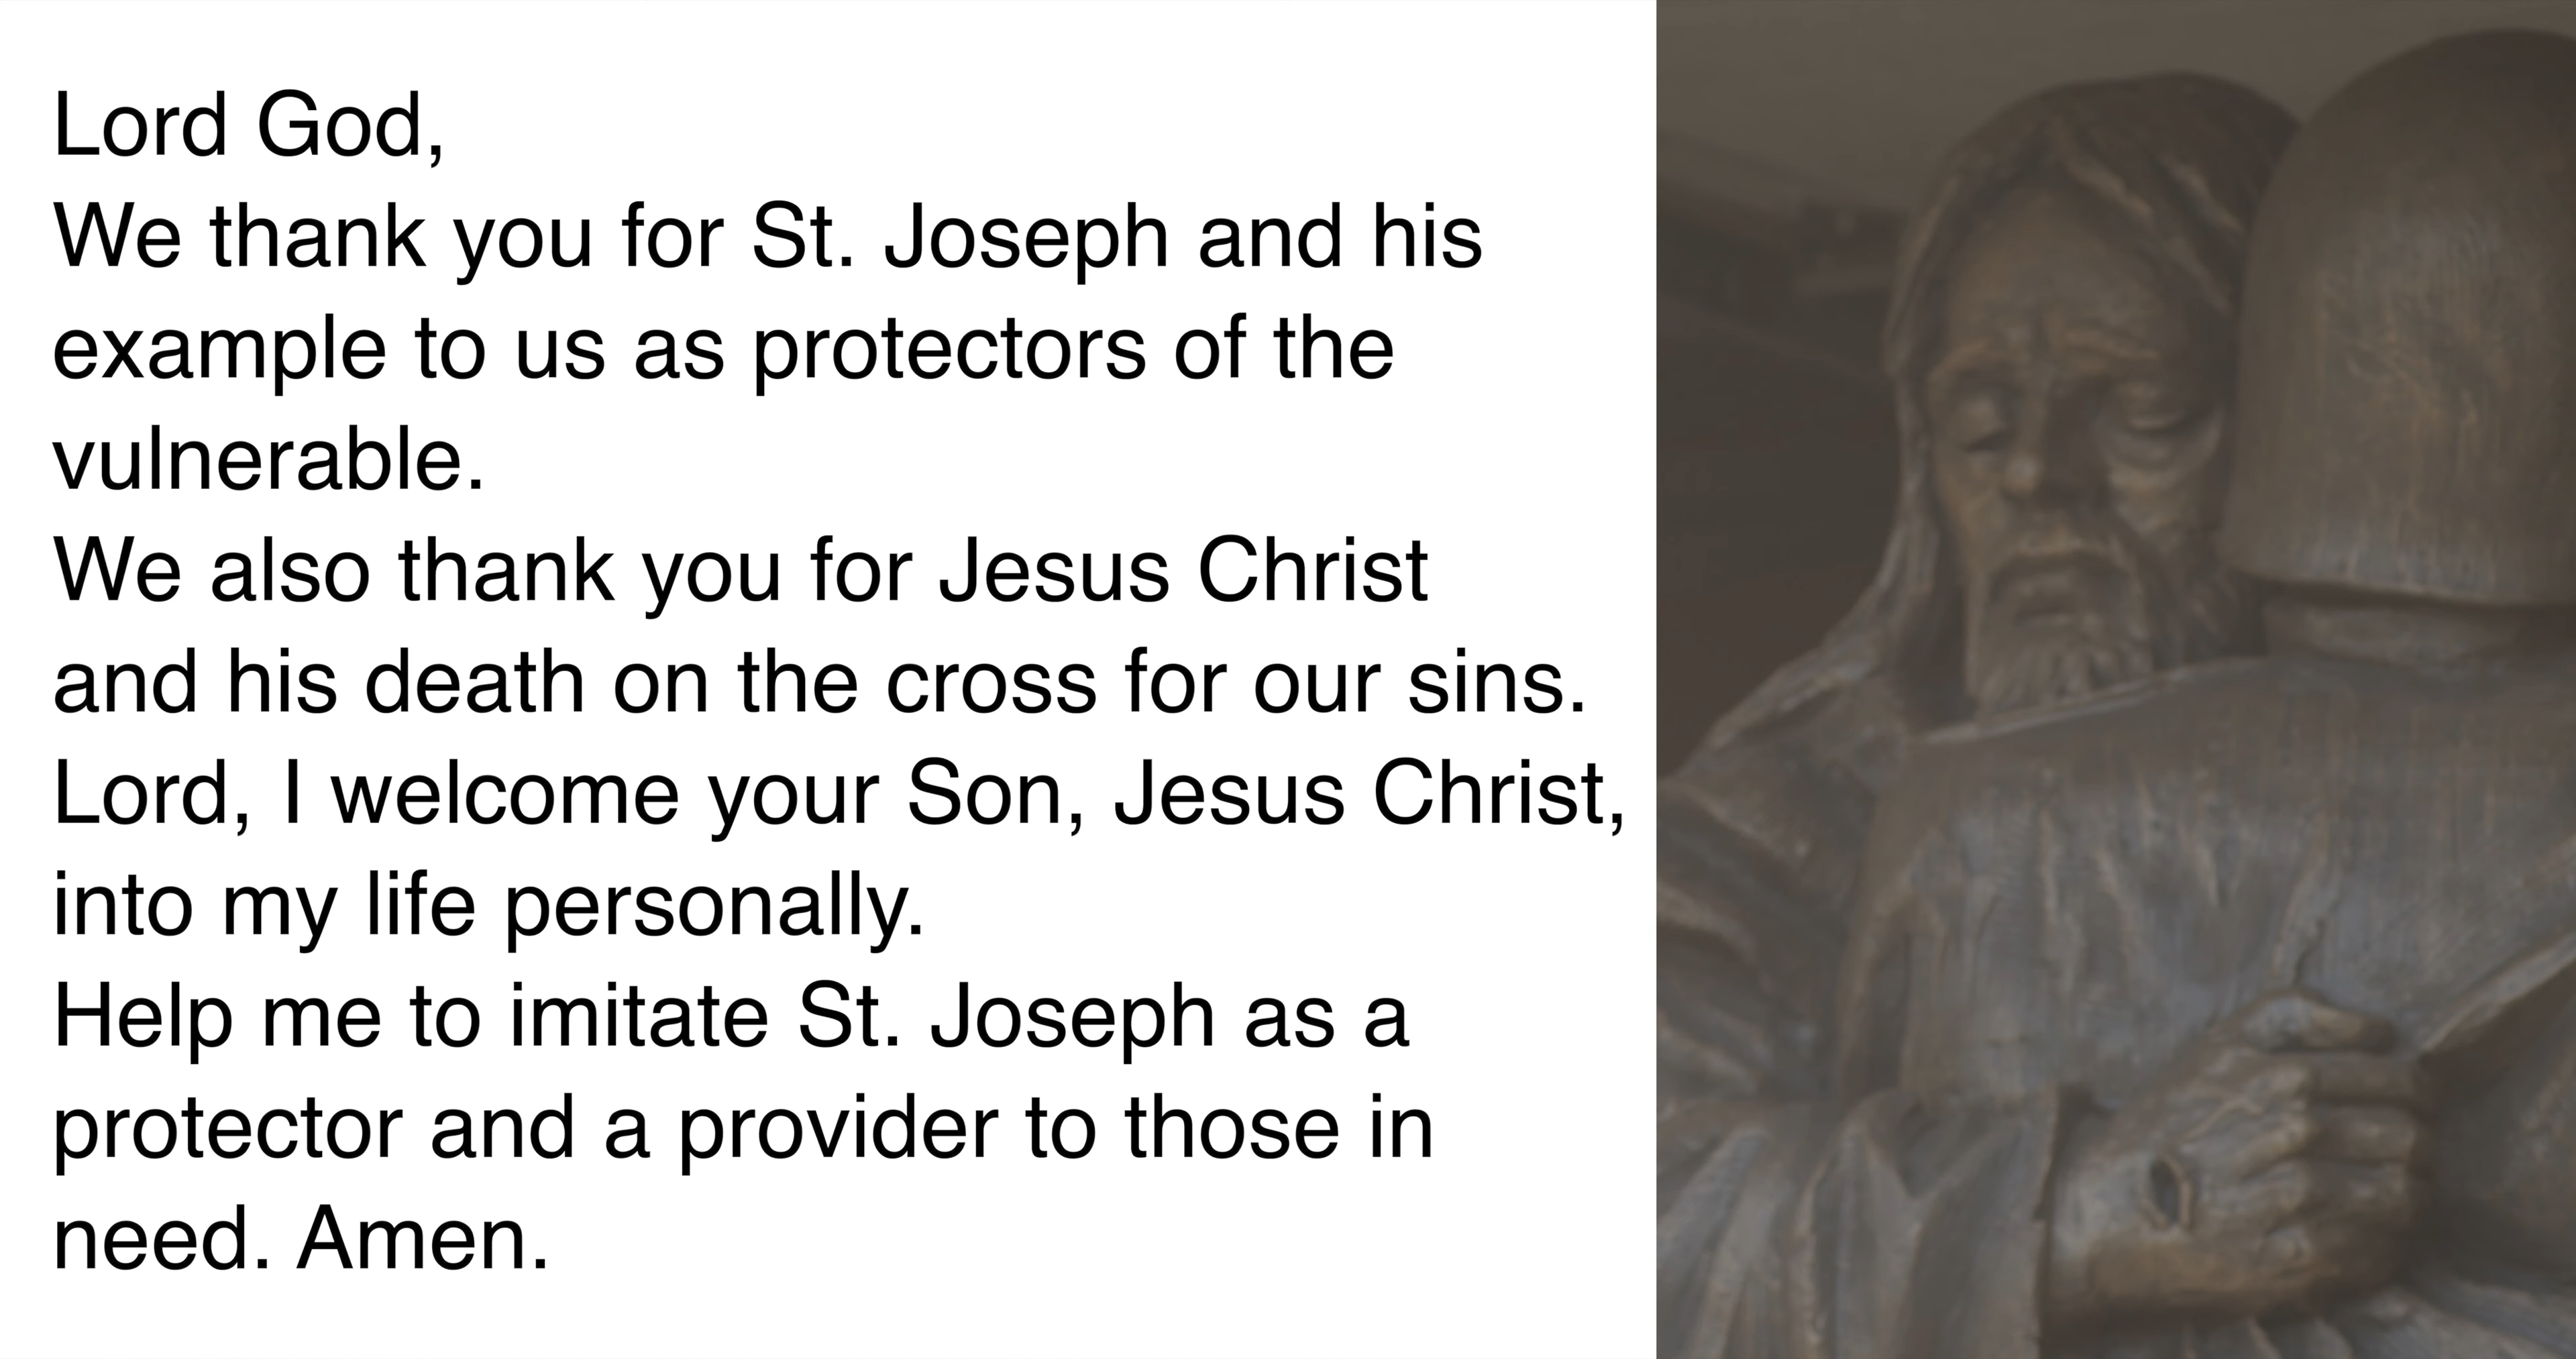 Lord God,
We thank you for St. Joseph and his
example to us as protectors of the
vulnerable.
We also thank you for Jesus Christ
and his death on the cross for our sins.
Lord, I welcome your Son, Jesus Christ,
into my life personally.
Help me to imitate St. Joseph as a
protector and a provider to those in
need. Amen.